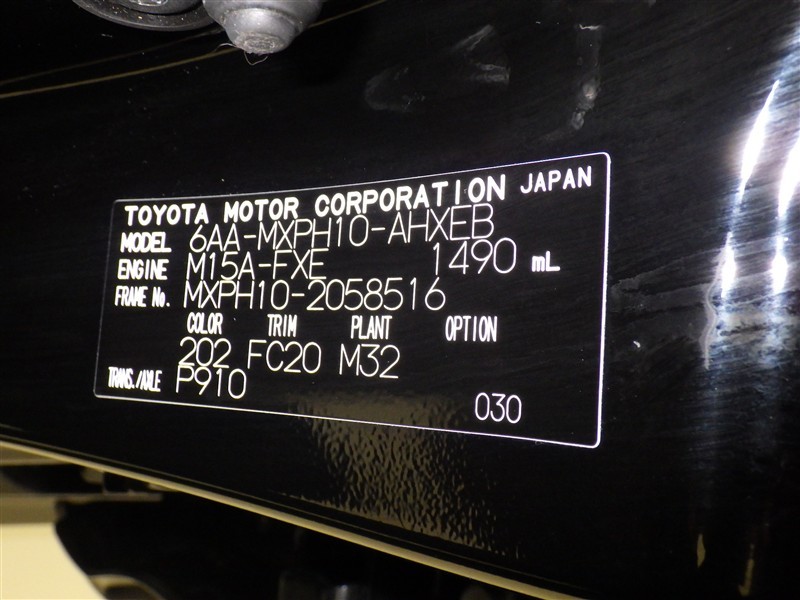 TOYOTA MOTOR CORPORATION JAPAN
MODEL 6AA-MXPH10-AHXEB
ENGINE M15A-FXE 1490 mL
FRAME No. MXPH10-2058516
COLOR TRIM PLANT OPTION
202 FC20 M32
TRANS./AXLE P910
030